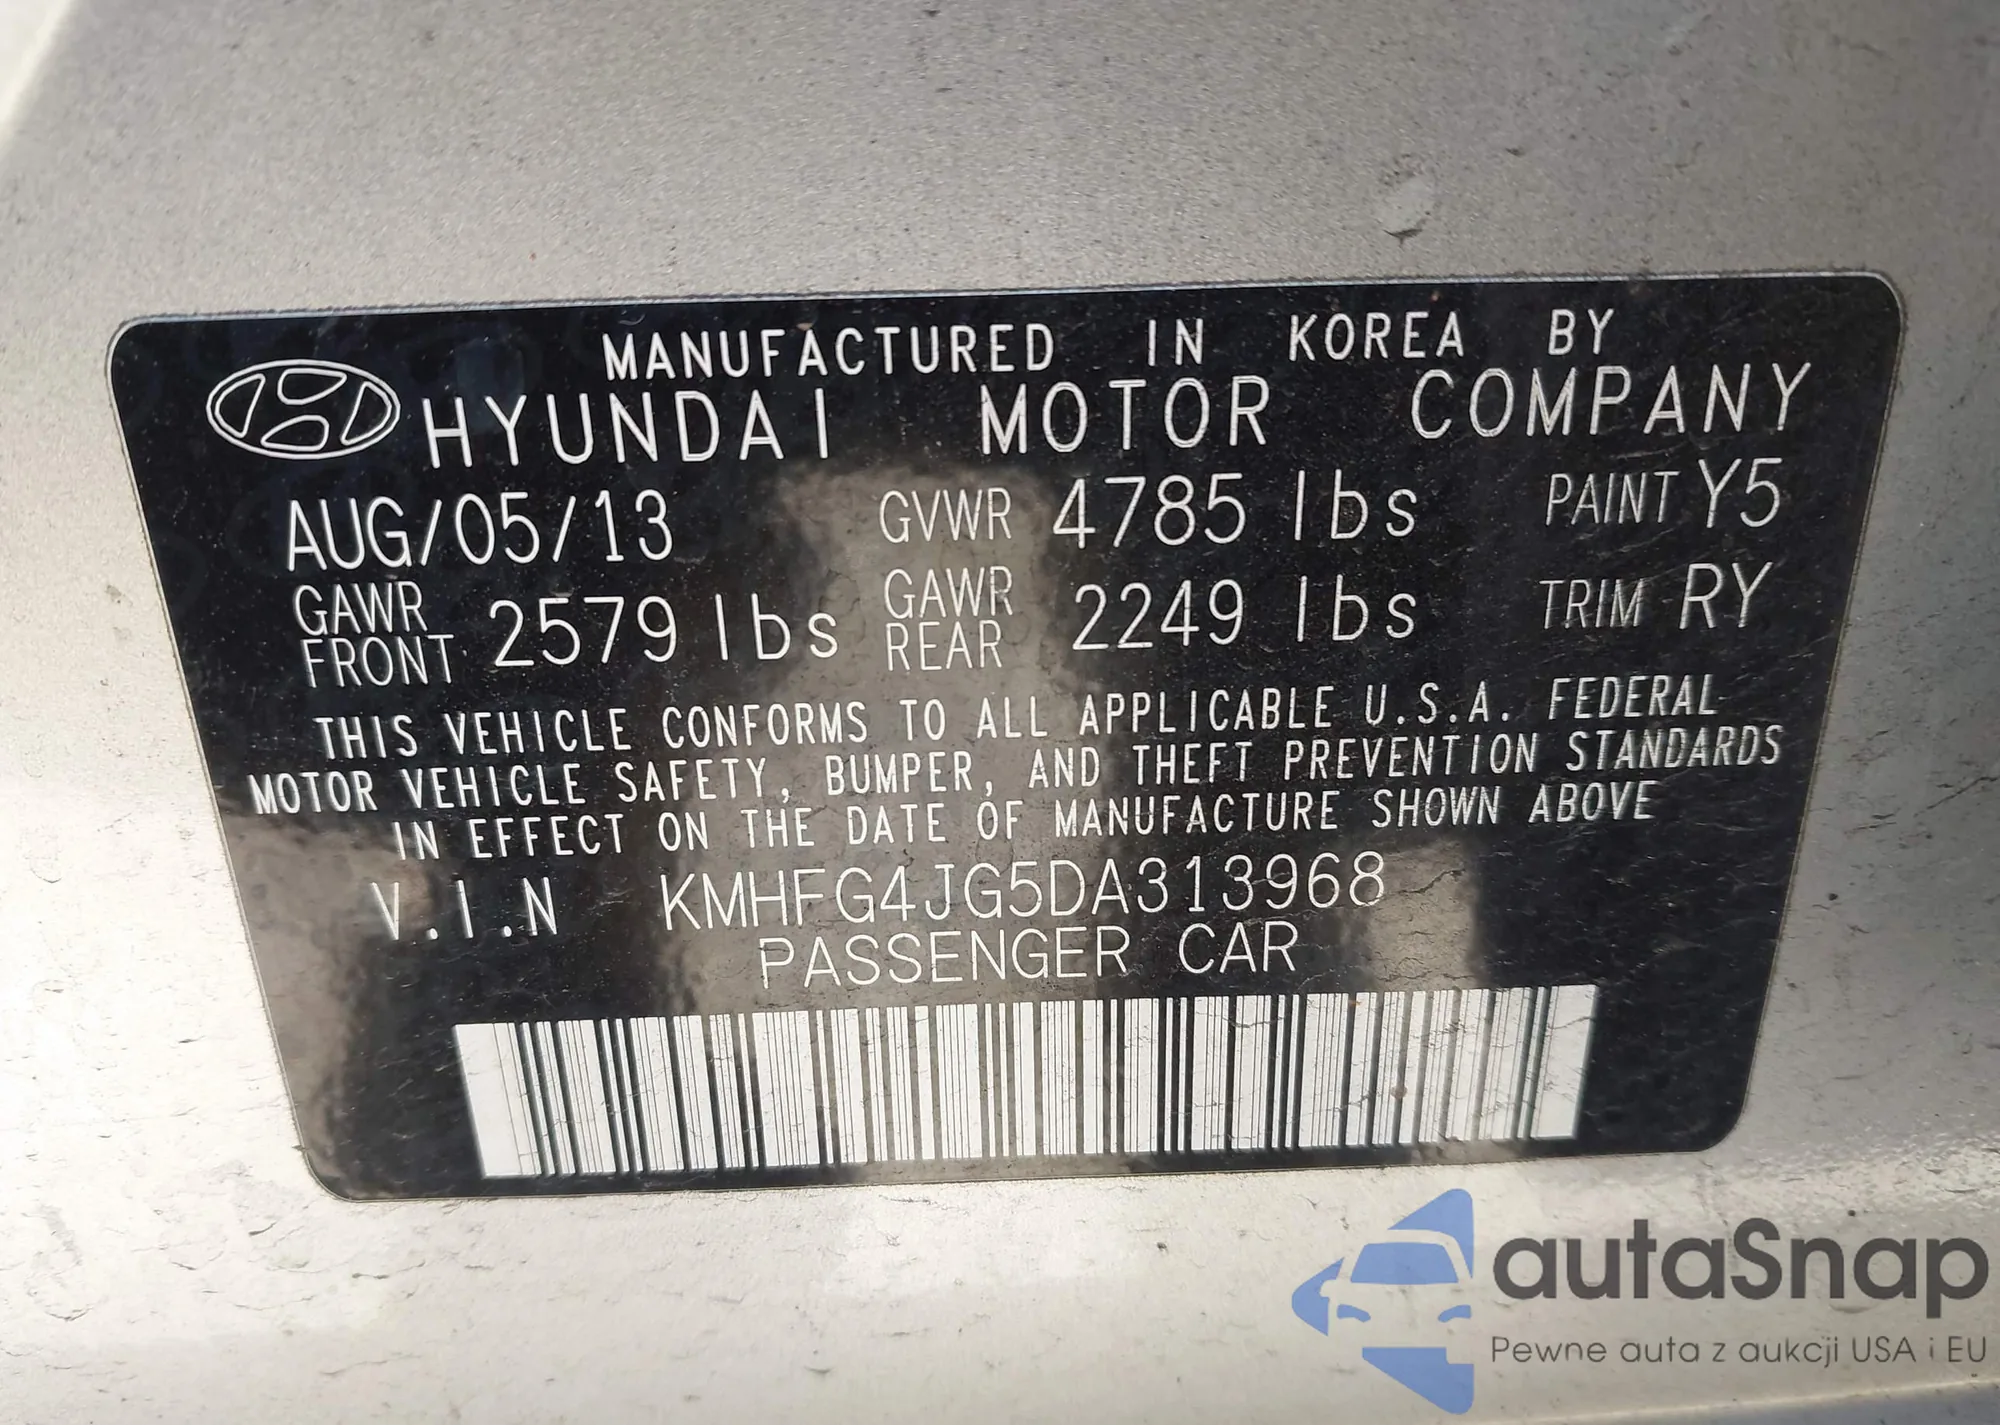 MANUFACTURED IN KOREA BY
HYUNDAI MOTOR COMPANY
AUG/05/13 GVWR 4785 lbs PAINT Y5
GAWR FRONT 2579 lbs GAWR REAR 2249 lbs TRIM RY
THIS VEHICLE CONFORMS TO ALL APPLICABLE U.S.A. FEDERAL
MOTOR VEHICLE SAFETY, BUMPER, AND THEFT PREVENTION STANDARDS
IN EFFECT ON THE DATE OF MANUFACTURE SHOWN ABOVE
V.I.N KMHFG4JG5DA313968
PASSENGER CAR
autaSnap
Pewne auta z aukcji USA i EU